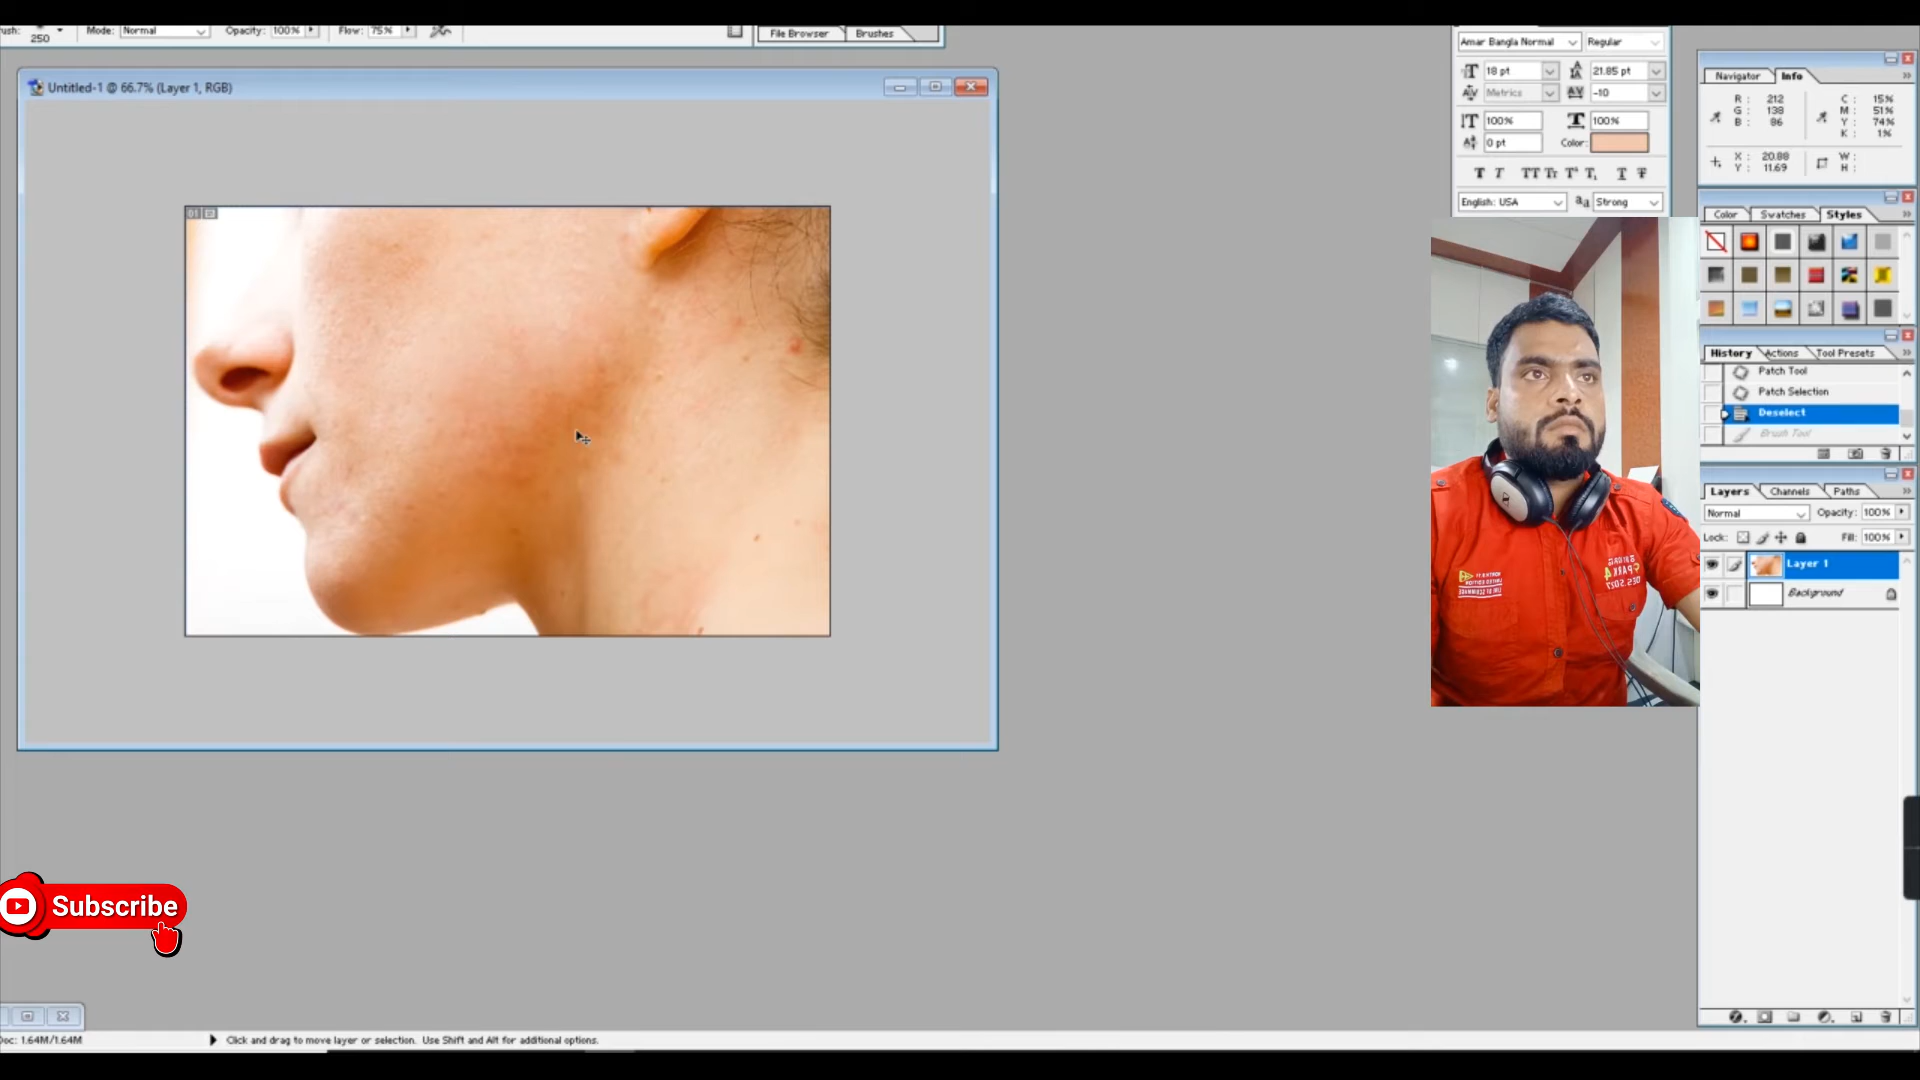 250
Mode: Normal
Opacity: 100%
Flow: 75%
File Browser
Brushes
Untitled-1 @ 66.7% (Layer 1, RGB)
Amar Bangla Normal
Regular
18 pt
21.85 pt
Metrics
-10
100%
100%
0 pt
Color:
English: USA
Strong
Navigator
Info
R: 212
G: 138
B: 86
C: 15%
M: 51%
Y: 74%
K: 1%
X: 20.88
Y: 11.69
W:
H:
Color
Swatches
Styles
History
Actions
Tool Presets
Patch Tool
Patch Selection
Deselect
Brush Tool
Layers
Channels
Paths
Normal
Opacity: 100%
Lock:
Fill: 100%
Layer 1
Background
Subscribe
Doc: 1.64M/1.64M
Click and drag to move layer or selection. Use Shift and Alt for additional options.